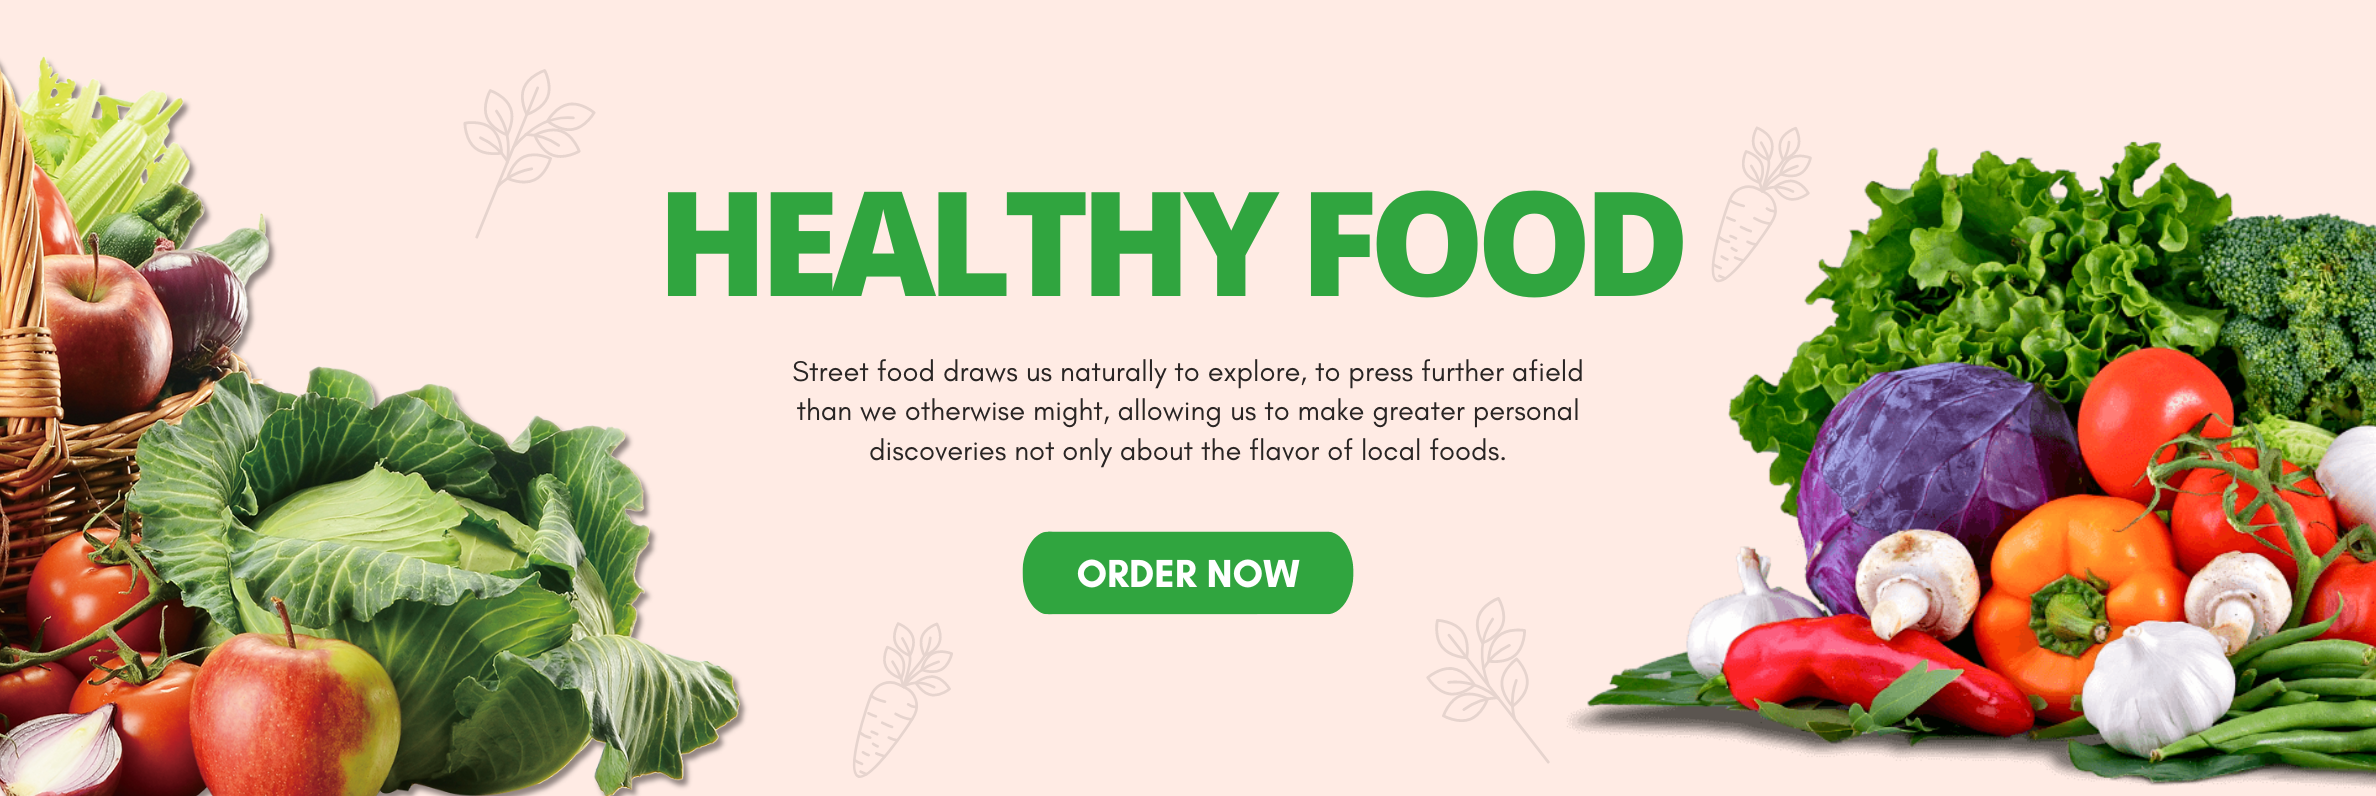 HEALTHY FOOD
Street food draws us naturally to explore, to press further afield
than we otherwise might, allowing us to make greater personal
discoveries not only about the flavor of local foods.
ORDER NOW